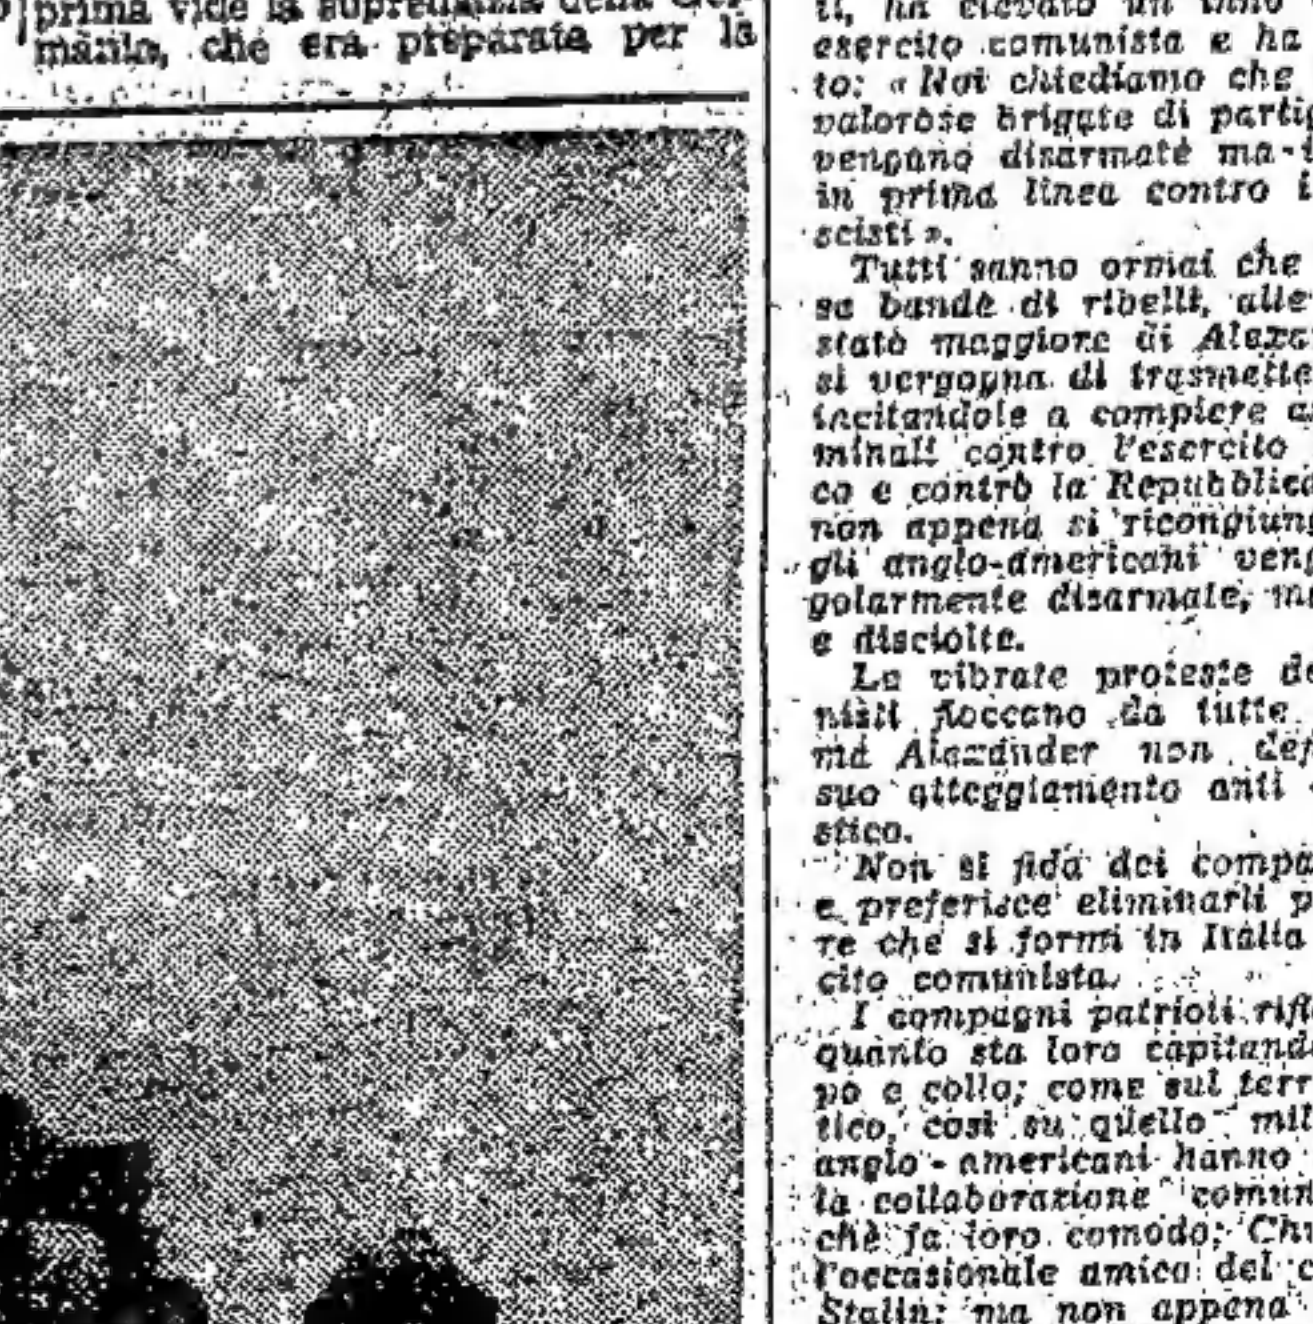 prima vide la supremazia della Ger-
mania, che era preparata per la
ti, ha elevato un inno
esercito comunista e ha
to: « Noi chiediamo che
valorose brigate di parti
vengano disarmate ma
in prima linea contro i
scisti ».
Tutti sanno ormai che
se bande di ribelli, alle
stato maggiore di Alexa
si vergogna di trasmette
incitandole a compiere a
minali contro l'esercito
co e contro la Repubblica
non appena si ricongiun
gli anglo-americani veng
golarmente disarmate, ma
e disciolte.
Le vibrate proteste de
nisti fioccano da tutte
ma Alexander non def
suo atteggiamento anti
stico.
Non si fida dei compa
e preferisce eliminarli p
re che si formi in Italia
cito comunista.
I compagni patrioti rifl
quanto sta loro capitando
po e collo; come sul terr
tico, così su quello mil
anglo-americani hanno
la collaborazione comun
chè fa loro comodo; Chu
l'occasionale amico del c
Stalin; ma non appena